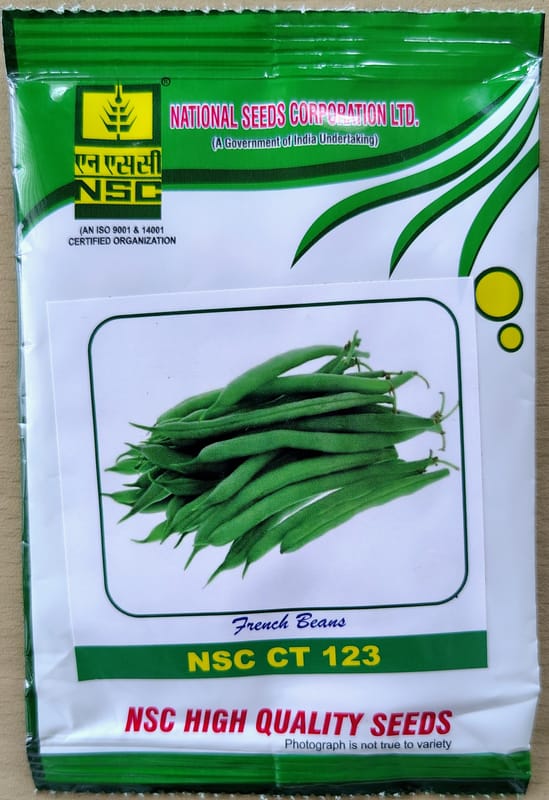 ®
NATIONAL SEEDS CORPORATION LTD.
(A Government of India Undertaking)
एन एस सी
NSC
(AN ISO 9001 & 14001
CERTIFIED ORGANIZATION
French Beans
NSC CT 123
NSC HIGH QUALITY SEEDS
Photograph is not true to variety